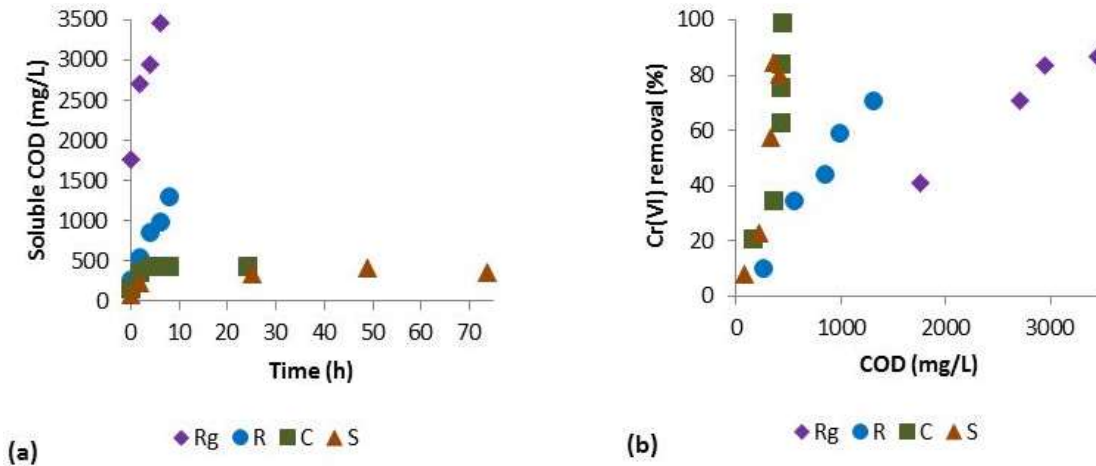 3500
3000
2500
2000
1500
1000
500
0
Soluble COD (mg/L)
0 10 20 30 40 50 60 70
Time (h)
Rg R C S
(a)
100
80
60
40
20
0
Cr(VI) removal (%)
0 1000 2000 3000
COD (mg/L)
Rg R C S
(b)